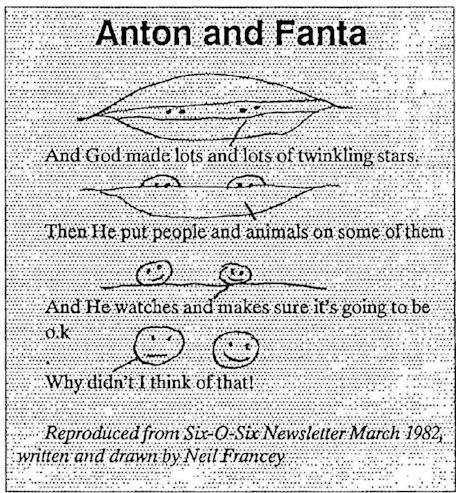 Anton and Fanta
And God made lots and lots of twinkling stars.
Then He put people and animals on some of them
And He watches and makes sure it's going to be
o.k
.
Why didn't I think of that!
Reproduced from Six-O-Six Newsletter March 1982,
written and drawn by Neil Francey